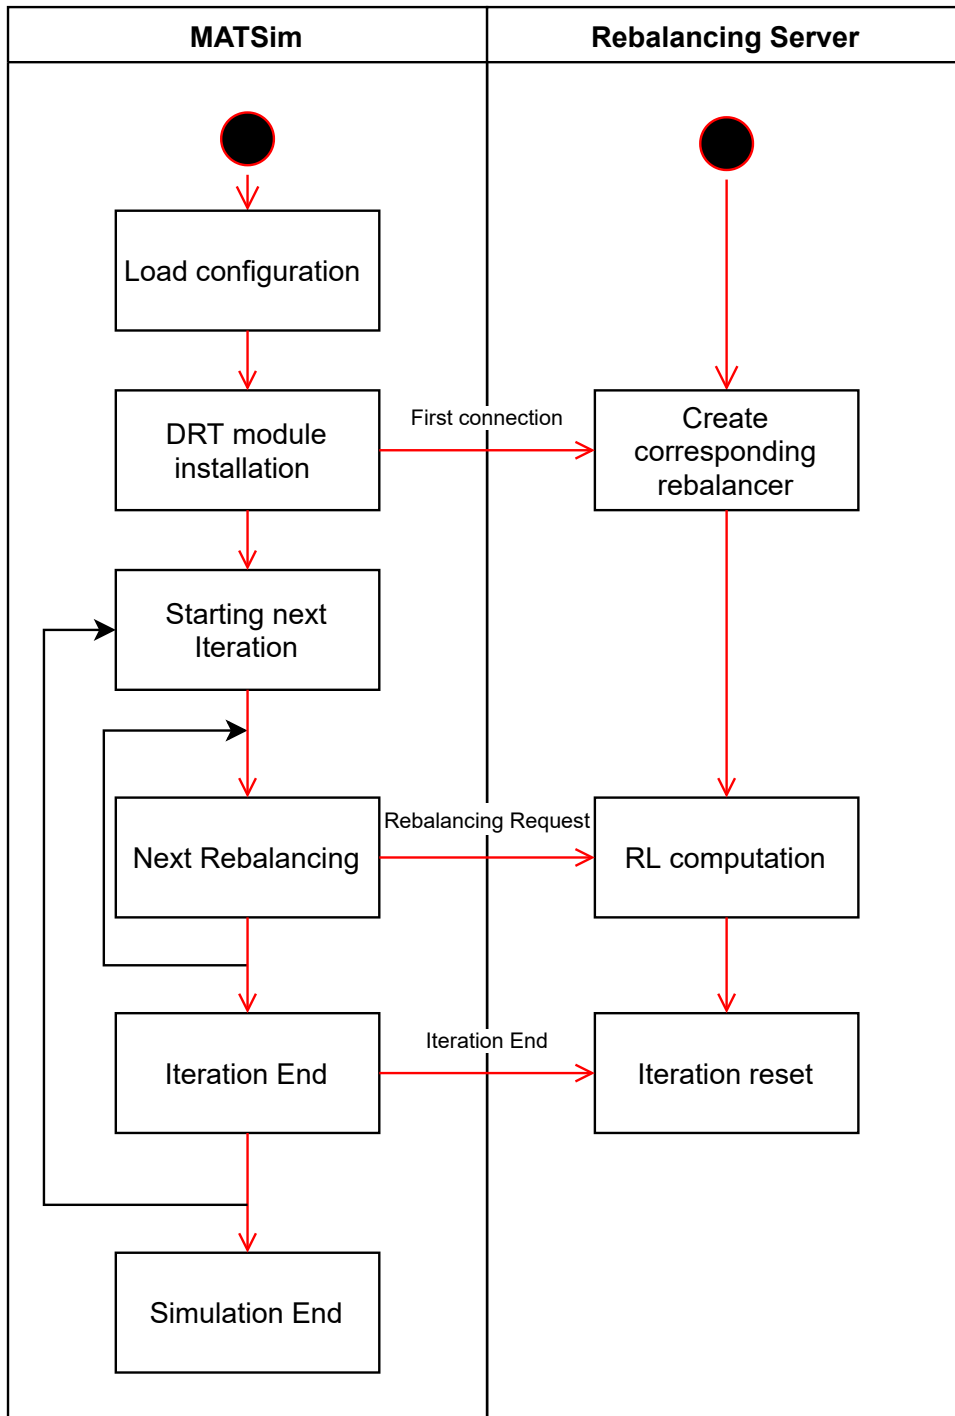 MATSim
Rebalancing Server
Load configuration
DRT module
installation
First connection
Create
corresponding
rebalancer
Starting next
Iteration
Next Rebalancing
Rebalancing Request
RL computation
Iteration End
Iteration End
Iteration reset
Simulation End